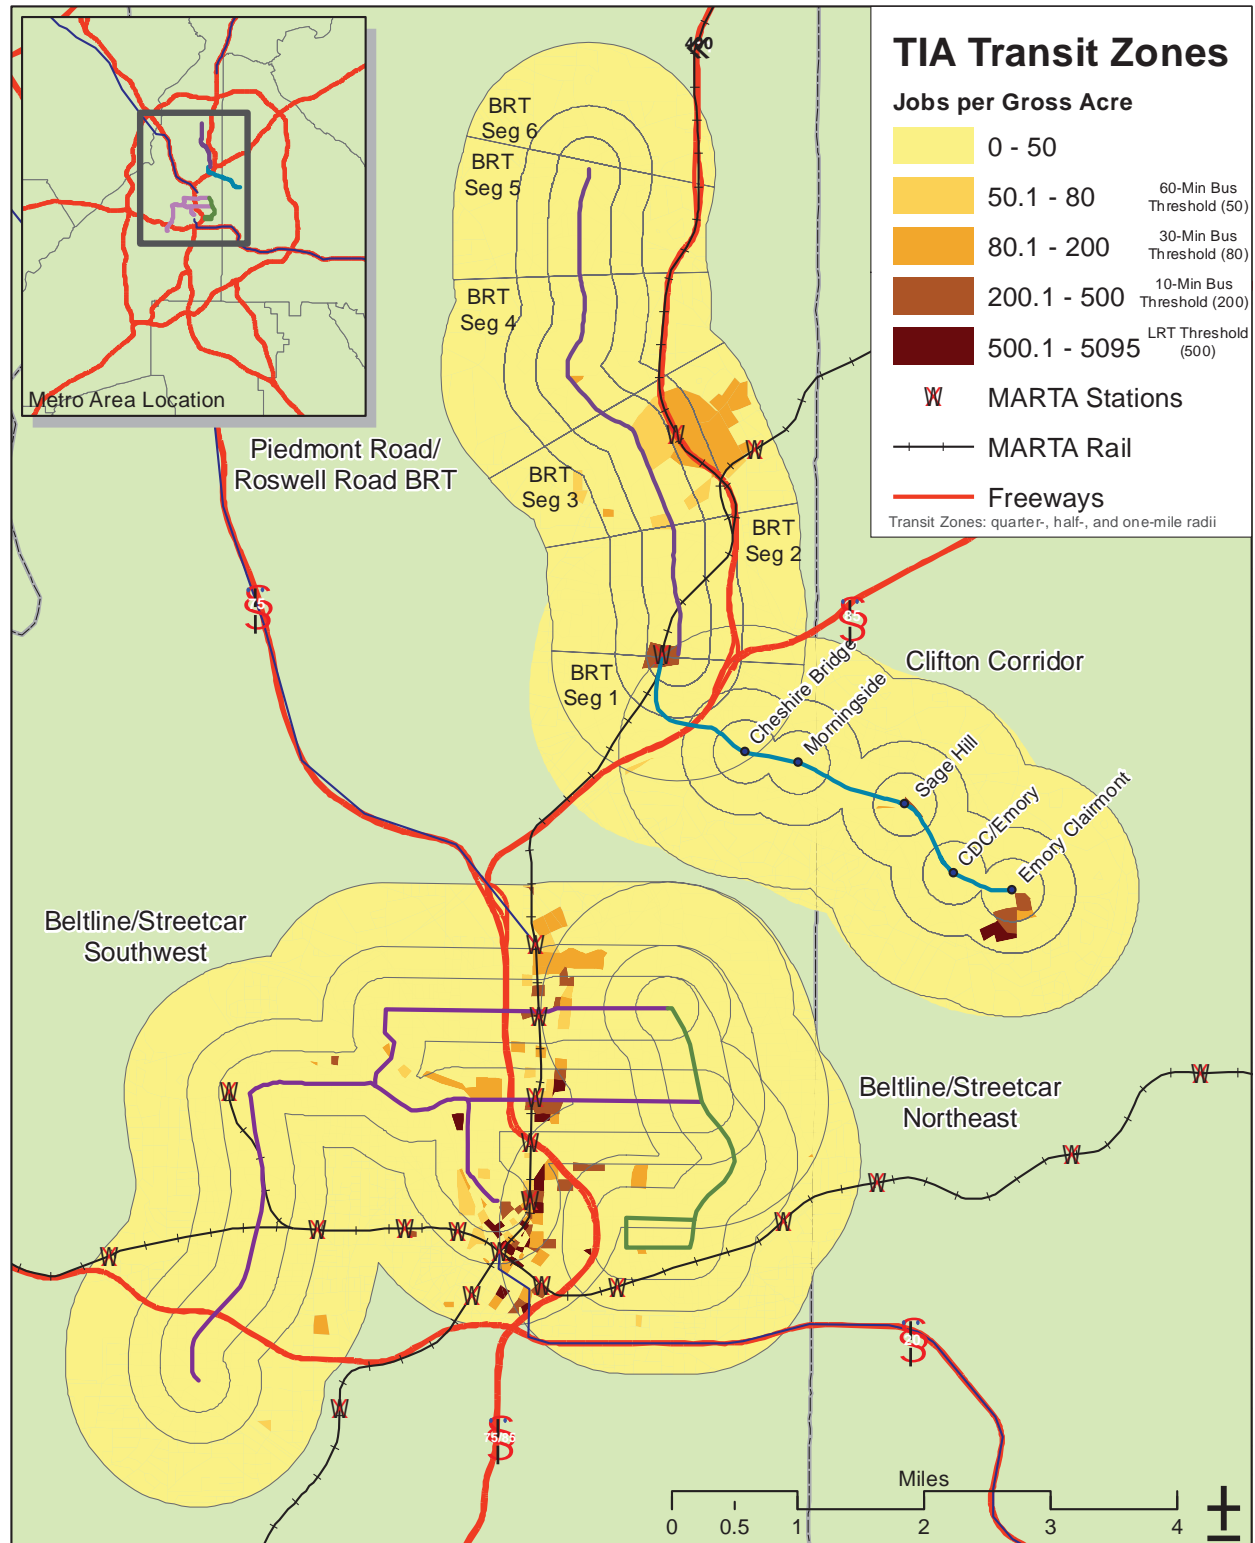 TIA Transit Zones
Jobs per Gross Acre
0 - 50
50.1 - 80
60-Min Bus
Threshold (50)
80.1 - 200
30-Min Bus
Threshold (80)
200.1 - 500
10-Min Bus
Threshold (200)
500.1 - 5095
LRT Threshold
(500)
MARTA Stations
MARTA Rail
Freeways
Transit Zones: quarter-, half-, and one-mile radii
Metro Area Location
BRT
Seg 6
BRT
Seg 5
BRT
Seg 4
Piedmont Road/
Roswell Road BRT
BRT
Seg 3
BRT
Seg 2
BRT
Seg 1
85
Clifton Corridor
Cheshire Bridge
Morningside
Sage Hill
CDC/Emory
Emory Clairmont
Beltline/Streetcar
Southwest
Beltline/Streetcar
Northeast
20
75/85
Miles
0
0.5
1
2
3
4